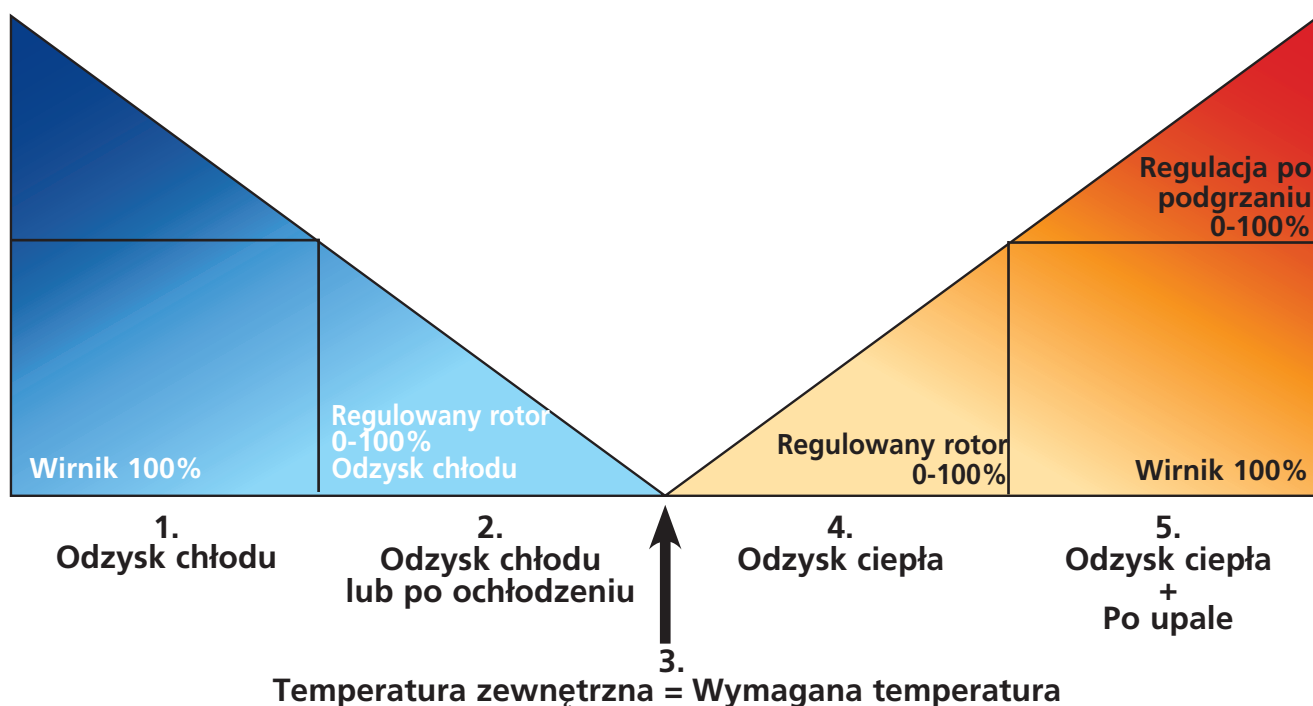 Regulacja po
podgrzaniu
0-100%
Wirnik 100%
Regulowany rotor
0-100%
Odzysk chłodu
Regulowany rotor
0-100%
Wirnik 100%
1.
Odzysk chłodu
2.
Odzysk chłodu
lub po ochłodzeniu
4.
Odzysk ciepła
5.
Odzysk ciepła
+
Po upale
3.
Temperatura zewnętrzna = Wymagana temperatura